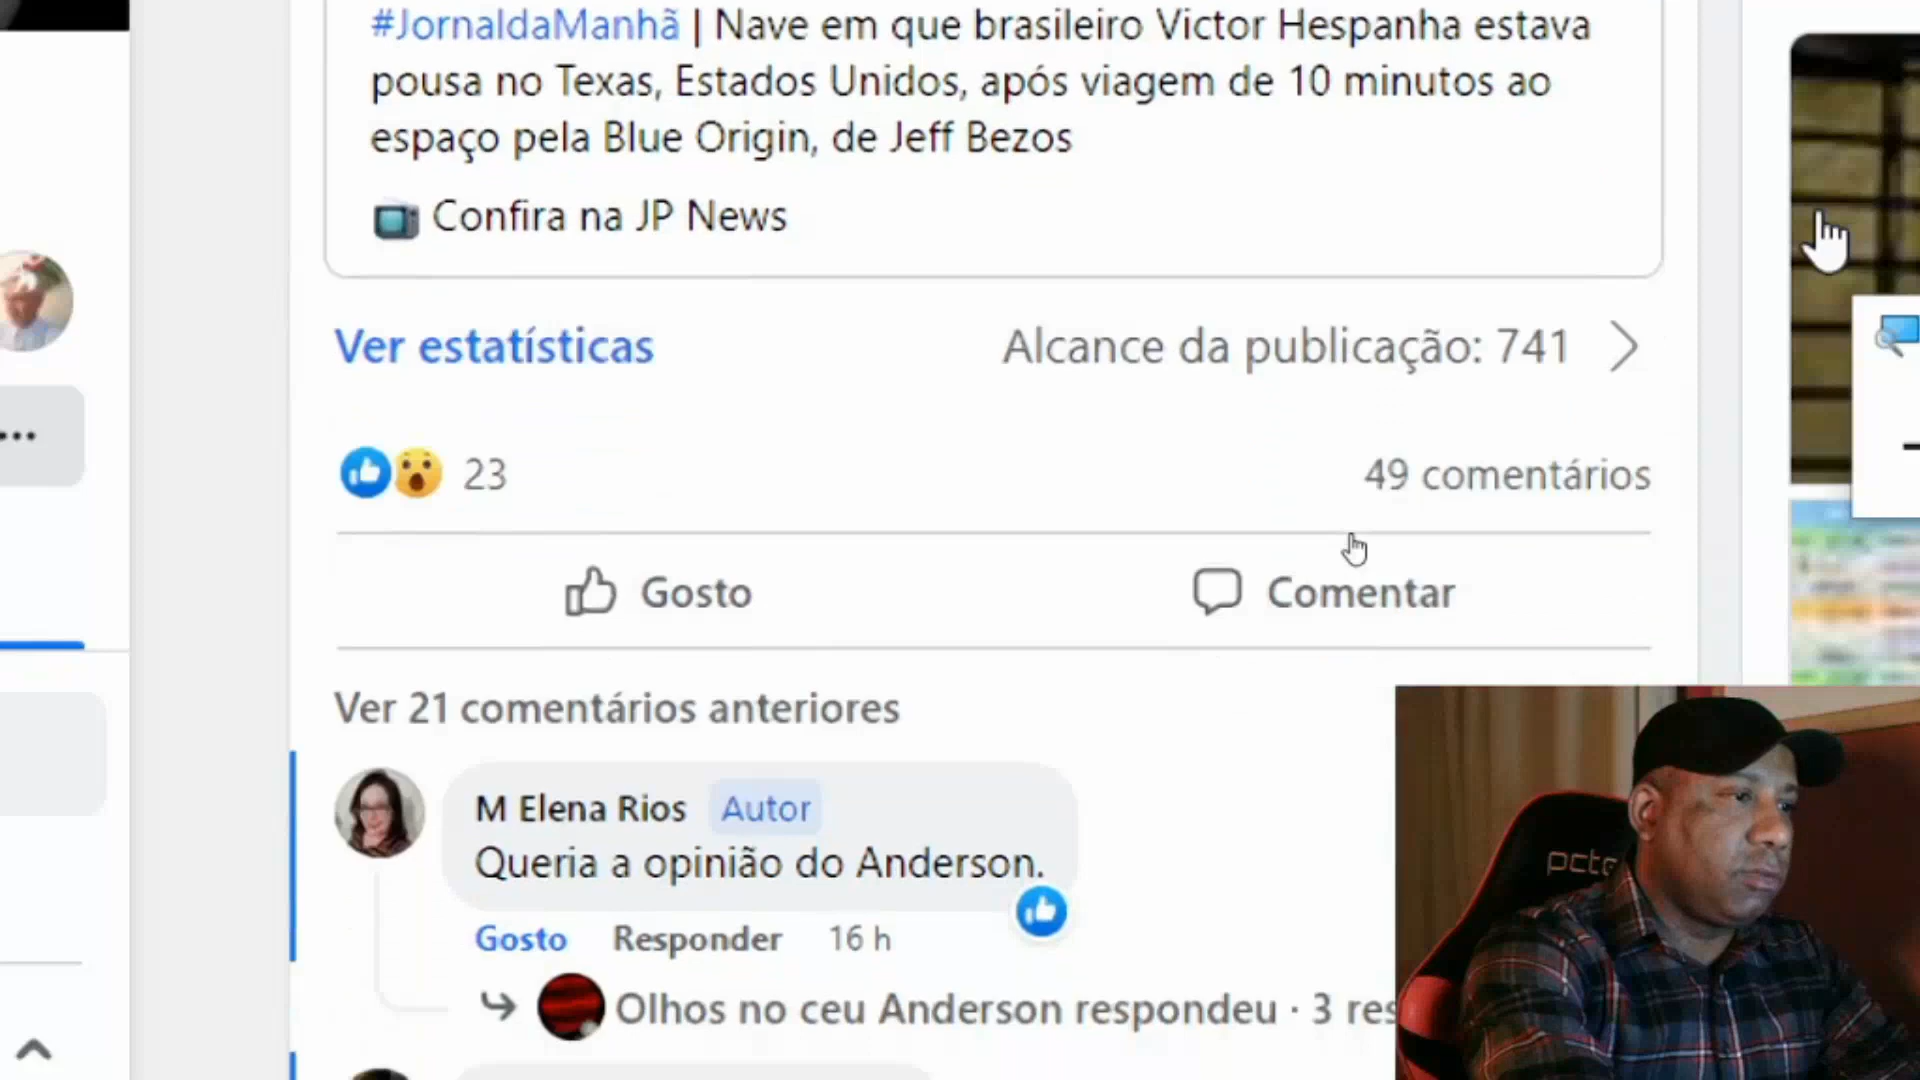 #JornaldaManhã | Nave em que brasileiro Victor Hespanha estava
pousa no Texas, Estados Unidos, após viagem de 10 minutos ao
espaço pela Blue Origin, de Jeff Bezos
Confira na JP News
Ver estatísticas
Alcance da publicação: 741
23
49 comentários
Gosto
Comentar
Ver 21 comentários anteriores
M Elena Rios Autor
Queria a opinião do Anderson.
Gosto Responder 16 h
Olhos no ceu Anderson respondeu · 3 res
pcto